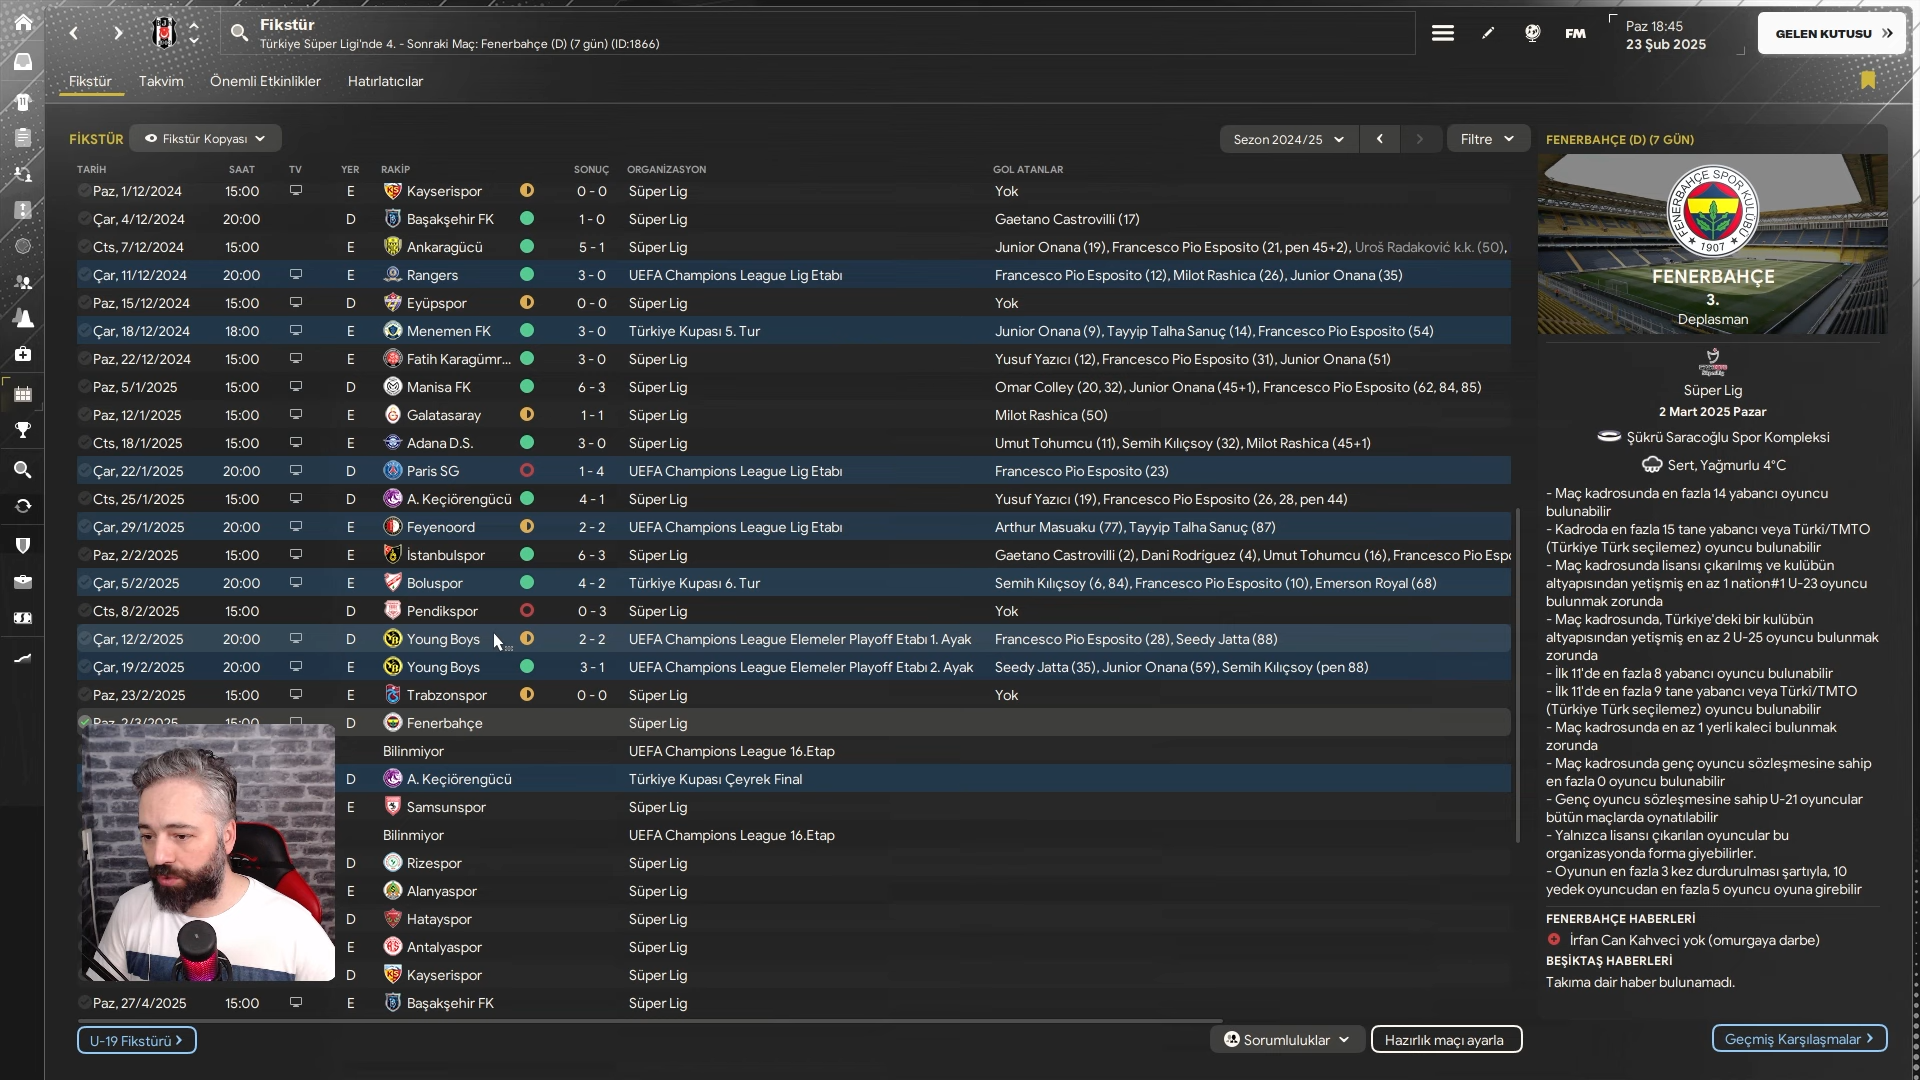 Fikstür
Türkiye Süper Ligi'nde 4. - Sonraki Maç: Fenerbahçe (D) (7 gün) (ID:1866)
FM
Paz 18:45
23 Şub 2025
GELEN KUTUSU
Fikstür Takvim Önemli Etkinlikler Hatırlatıcılar
FİKSTÜR Fikstür Kopyası Sezon 2024/25 Filtre
TARİH SAAT TV YER RAKİP SONUÇ ORGANİZASYON GOL ATANLAR
Paz, 1/12/2024 15:00 E Kayserispor 0 - 0 Süper Lig Yok
Çar, 4/12/2024 20:00 D Başakşehir FK 1 - 0 Süper Lig Gaetano Castrovilli (17)
Cts, 7/12/2024 15:00 E Ankaragücü 5 - 1 Süper Lig Junior Onana (19), Francesco Pio Esposito (21, pen 45+2), Uroš Radaković k.k. (50),
Çar, 11/12/2024 20:00 E Rangers 3 - 0 UEFA Champions League Lig Etabı Francesco Pio Esposito (12), Milot Rashica (26), Junior Onana (35)
Paz, 15/12/2024 15:00 D Eyüpspor 0 - 0 Süper Lig Yok
Çar, 18/12/2024 18:00 E Menemen FK 3 - 0 Türkiye Kupası 5. Tur Junior Onana (9), Tayyip Talha Sanuç (14), Francesco Pio Esposito (54)
Paz, 22/12/2024 15:00 E Fatih Karagümr... 3 - 0 Süper Lig Yusuf Yazıcı (12), Francesco Pio Esposito (31), Junior Onana (51)
Paz, 5/1/2025 15:00 D Manisa FK 6 - 3 Süper Lig Omar Colley (20, 32), Junior Onana (45+1), Francesco Pio Esposito (62, 84, 85)
Paz, 12/1/2025 15:00 E Galatasaray 1 - 1 Süper Lig Milot Rashica (50)
Cts, 18/1/2025 15:00 E Adana D.S. 3 - 0 Süper Lig Umut Tohumcu (11), Semih Kılıçsoy (32), Milot Rashica (45+1)
Çar, 22/1/2025 20:00 D Paris SG 1 - 4 UEFA Champions League Lig Etabı Francesco Pio Esposito (23)
Cts, 25/1/2025 15:00 D A. Keçiörengücü 4 - 1 Süper Lig Yusuf Yazıcı (19), Francesco Pio Esposito (26, 28, pen 44)
Çar, 29/1/2025 20:00 E Feyenoord 2 - 2 UEFA Champions League Lig Etabı Arthur Masuaku (77), Tayyip Talha Sanuç (87)
Paz, 2/2/2025 15:00 E İstanbulspor 6 - 3 Süper Lig Gaetano Castrovilli (2), Dani Rodríguez (4), Umut Tohumcu (16), Francesco Pio Espo
Çar, 5/2/2025 20:00 E Boluspor 4 - 2 Türkiye Kupası 6. Tur Semih Kılıçsoy (6, 84), Francesco Pio Esposito (10), Emerson Royal (68)
Cts, 8/2/2025 15:00 D Pendikspor 0 - 3 Süper Lig Yok
Çar, 12/2/2025 20:00 D Young Boys 2 - 2 UEFA Champions League Elemeler Playoff Etabı 1. Ayak Francesco Pio Esposito (28), Seedy Jatta (88)
Çar, 19/2/2025 20:00 E Young Boys 3 - 1 UEFA Champions League Elemeler Playoff Etabı 2. Ayak Seedy Jatta (35), Junior Onana (59), Semih Kılıçsoy (pen 88)
Paz, 23/2/2025 15:00 E Trabzonspor 0 - 0 Süper Lig Yok
Paz, 2/3/2025 15:00 D Fenerbahçe Süper Lig
Bilinmiyor UEFA Champions League 16.Etap
D A. Keçiörengücü Türkiye Kupası Çeyrek Final
E Samsunspor Süper Lig
Bilinmiyor UEFA Champions League 16.Etap
D Rizespor Süper Lig
E Alanyaspor Süper Lig
D Hatayspor Süper Lig
E Antalyaspor Süper Lig
D Kayserispor Süper Lig
Paz, 27/4/2025 15:00 E Başakşehir FK Süper Lig
U-19 Fikstürü Sorumluluklar Hazırlık maçı ayarla
FENERBAHÇE (D) (7 GÜN)
FENERBAHÇE SPOR KULÜBÜ
1907
FENERBAHÇE
3.
Deplasman
Süper Lig
2 Mart 2025 Pazar
Şükrü Saracoğlu Spor Kompleksi
Sert, Yağmurlu 4°C
- Maç kadrosunda en fazla 14 yabancı oyuncu
bulunabilir
- Kadroda en fazla 15 tane yabancı veya Türki/TMTO
(Türkiye Türk seçilemez) oyuncu bulunabilir
- Maç kadrosunda lisansı çıkarılmış ve kulübün
altyapısından yetişmiş en az 1 nation#1 U-23 oyuncu
bulunmak zorunda
- Maç kadrosunda, Türkiye'deki bir kulübün
altyapısından yetişmiş en az 2 U-25 oyuncu bulunmak
zorunda
- İlk 11'de en fazla 8 yabancı oyuncu bulunabilir
- İlk 11'de en fazla 9 tane yabancı veya Türki/TMTO
(Türkiye Türk seçilemez) oyuncu bulunabilir
- Maç kadrosunda en az 1 yerli kaleci bulunmak
zorunda
- Maç kadrosunda genç oyuncu sözleşmesine sahip
en fazla 0 oyuncu bulunabilir
- Genç oyuncu sözleşmesine sahip U-21 oyuncular
bütün maçlarda oynatılabilir
- Yalnızca lisansı çıkarılan oyuncular bu
organizasyonda forma giyebilirler.
- Oyunun en fazla 3 kez durdurulması şartıyla, 10
yedek oyuncudan en fazla 5 oyuncu oyuna girebilir
FENERBAHÇE HABERLERİ
İrfan Can Kahveci yok (omurgaya darbe)
BEŞİKTAŞ HABERLERİ
Takıma dair haber bulunamadı.
Geçmiş Karşılaşmalar